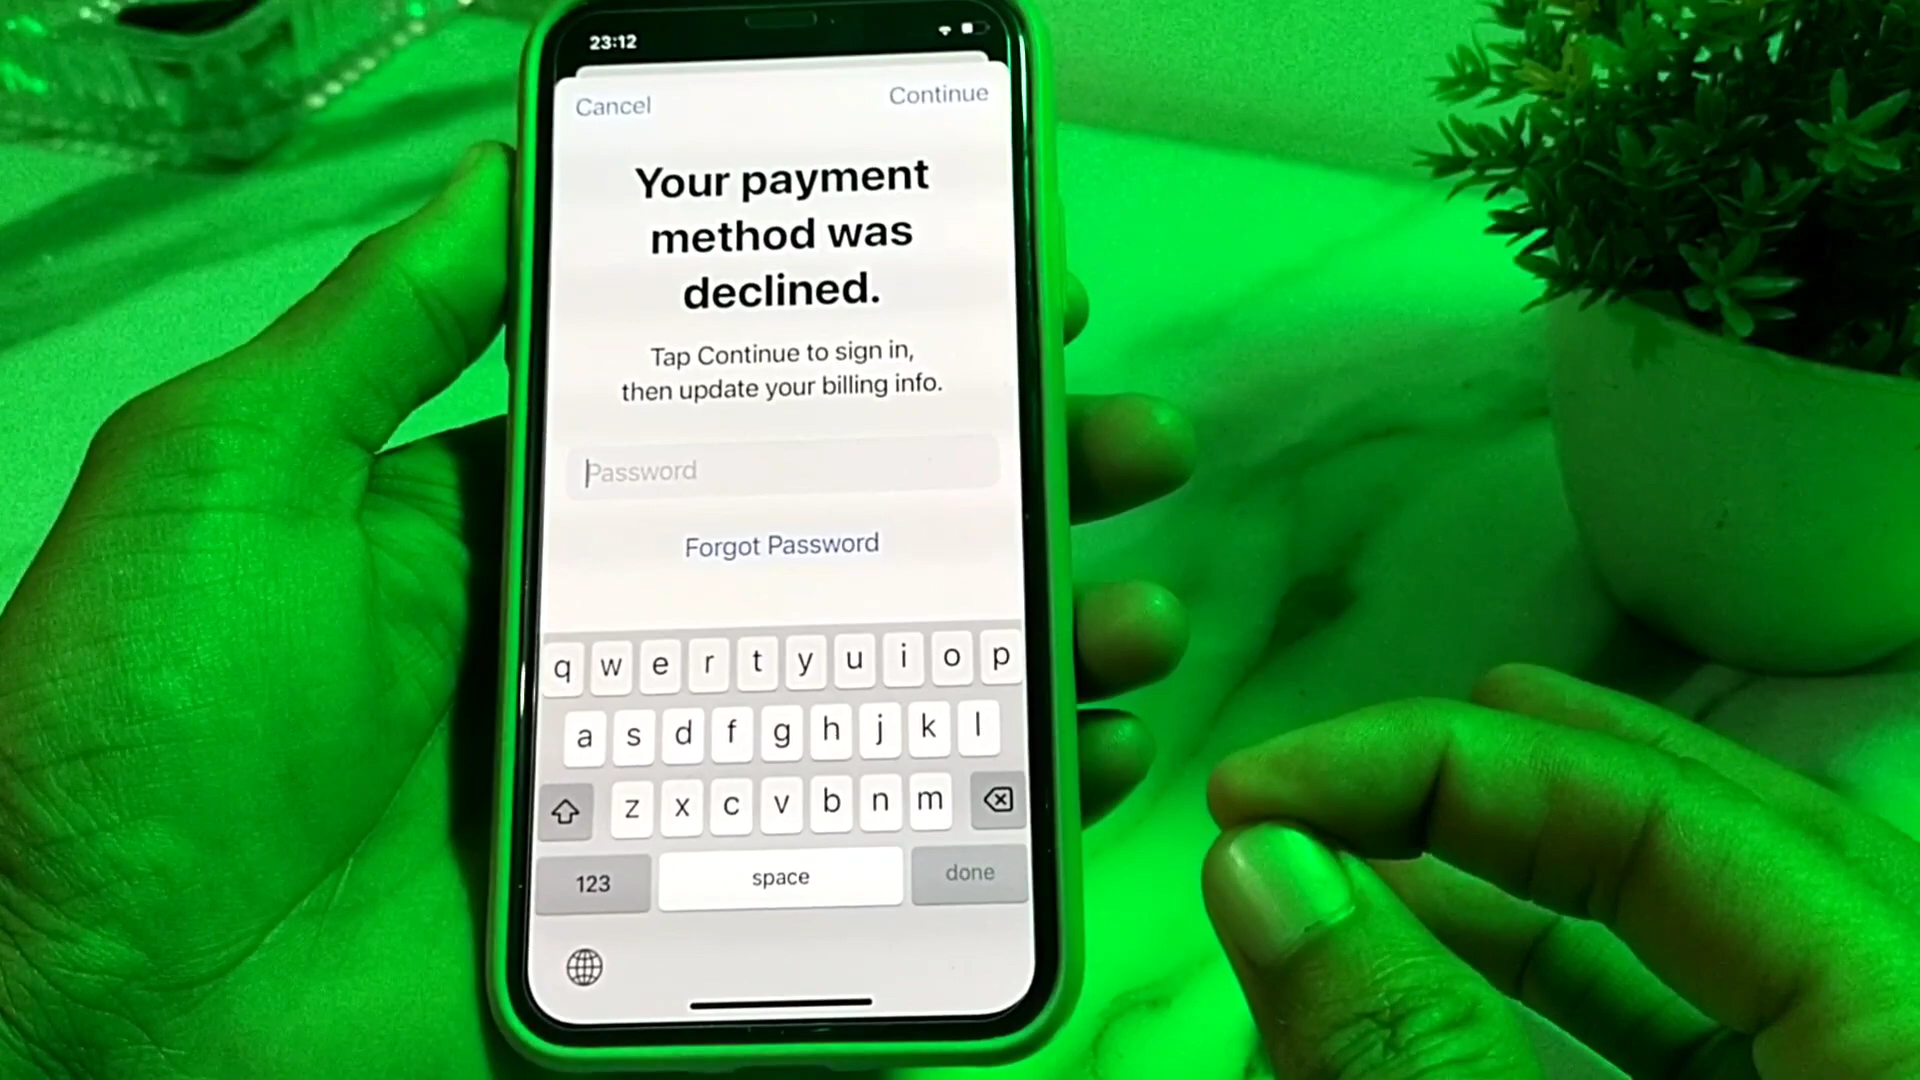 23:12
Cancel
Continue
Your payment
method was
declined.
Tap Continue to sign in,
then update your billing info.
Password
Forgot Password
q w e r t y u i o p
a s d f g h j k l
z x c v b n m
123 space done